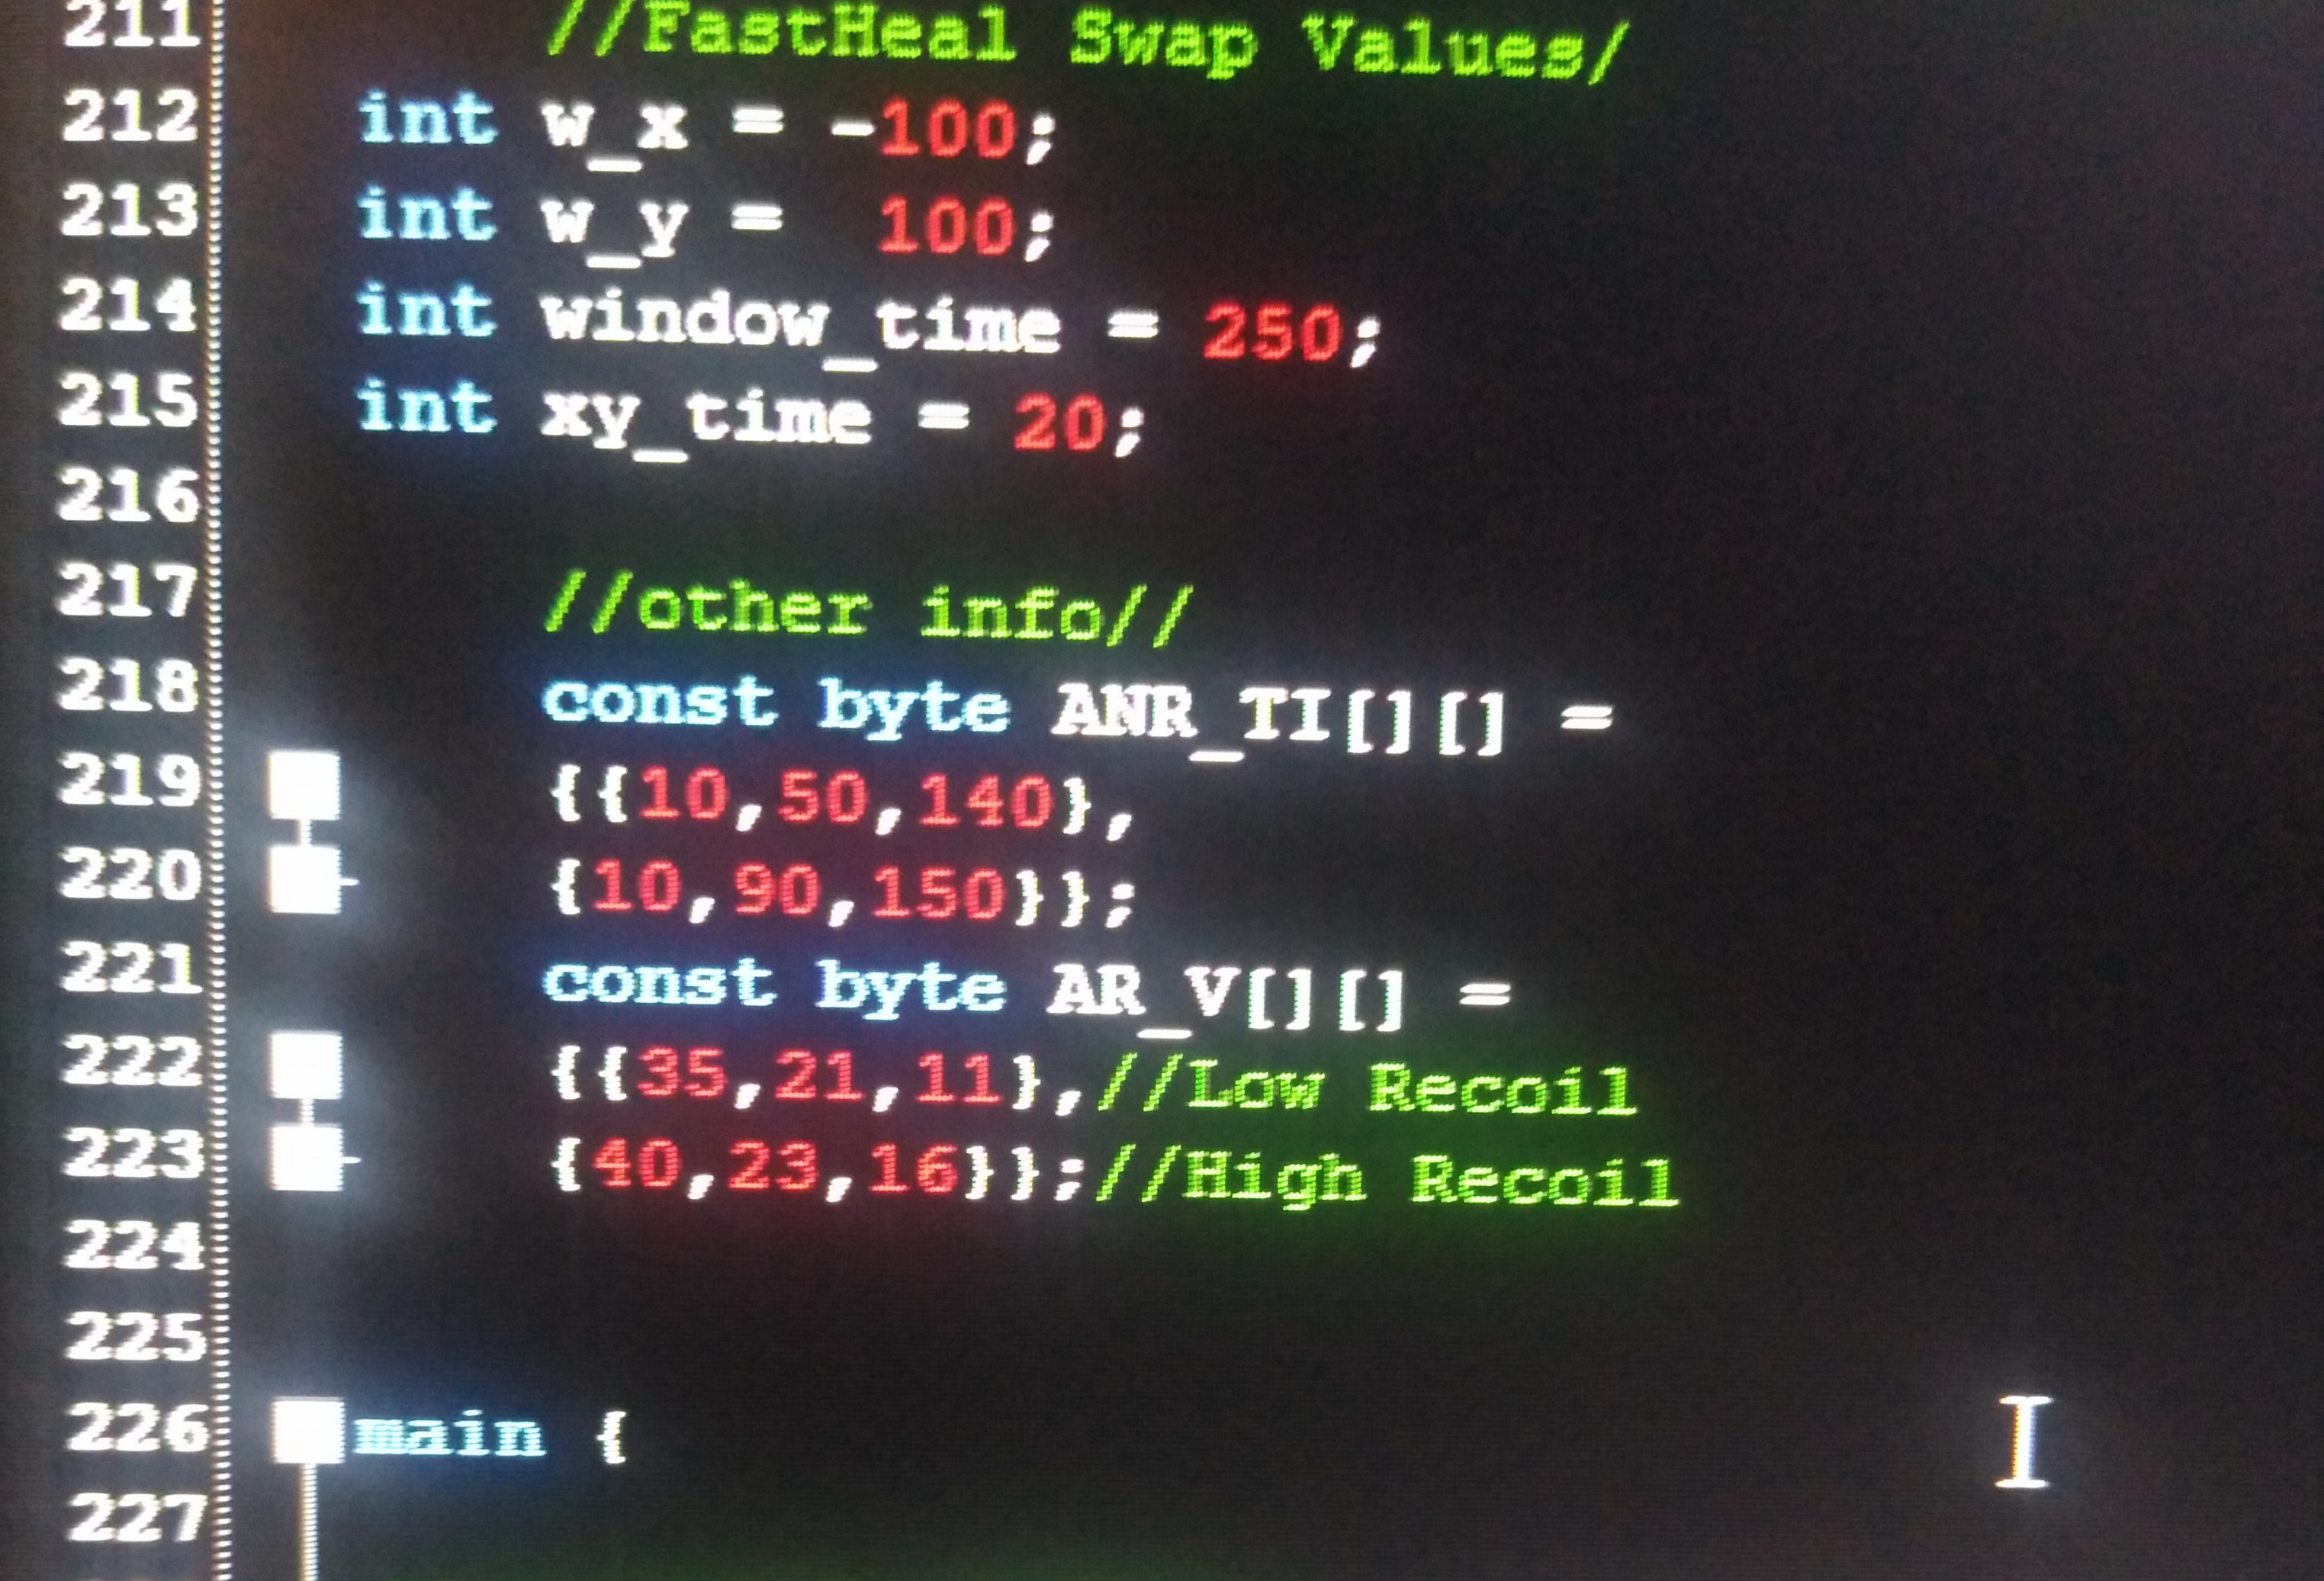 211 //FastHeal Swap Values/
212 int w_x = -100;
213 int w_y =  100;
214 int window_time = 250;
215 int xy_time = 20;
216
217 //other info//
218 const byte ANR_TI[][] =
219 {{10,50,140},
220 {10,90,150}};
221 const byte AR_V[][] =
222 {{35,21,11},//Low Recoil
223 {40,23,16}};//High Recoil
224
225
226 main {
227